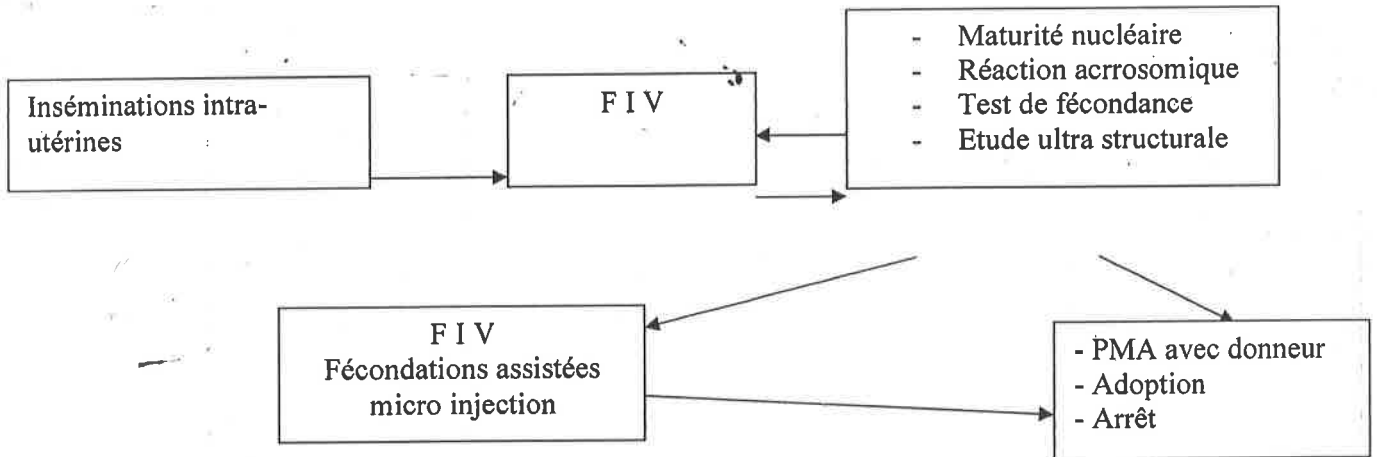 Inséminations intra-
utérines
F I V
- Maturité nucléaire
- Réaction acrrosomique
- Test de fécondance
- Etude ultra structurale
F I V
Fécondations assistées
micro injection
- PMA avec donneur
- Adoption
- Arrêt